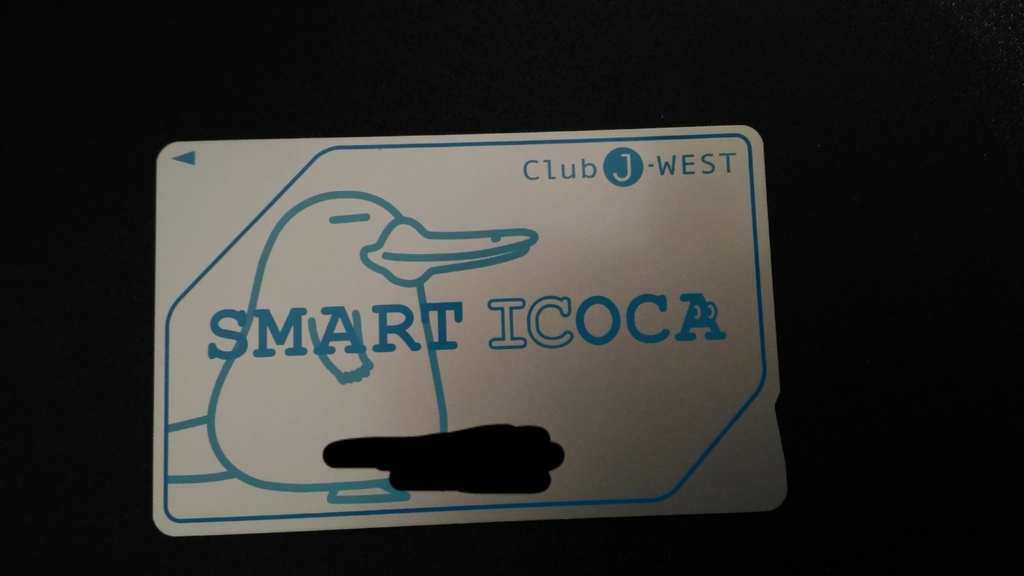 Club J-WEST
SMART ICOCA